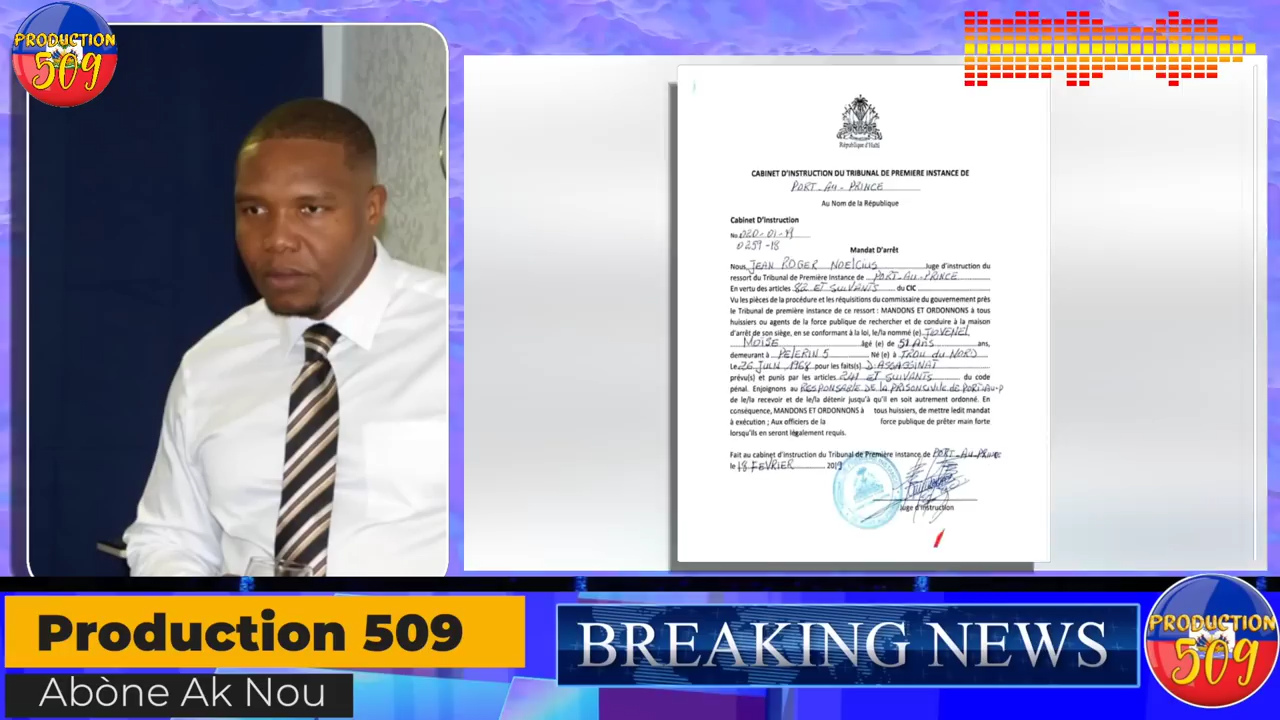 PRODUCTION
509
République d'Haïti
CABINET D'INSTRUCTION DU TRIBUNAL DE PREMIERE INSTANCE DE
PORT-AU-PRINCE
Au Nom de la République
Cabinet D'Instruction
No. 020-01-19
0259-18
Mandat D'arrêt
Nous, JEAN ROGER NOELCIUS Juge d'instruction du
ressort du Tribunal de Première Instance de PORT-AU-PRINCE
En vertu des articles 82 ET SUIVANTS du CIC
Vu les pièces de la procédure et les réquisitions du commissaire du gouvernement près
le Tribunal de première instance de ce ressort : MANDONS ET ORDONNONS à tous
huissiers ou agents de la force publique de rechercher et de conduire à la maison
d'arrêt de son siège, en se conformant à la loi, le/la nommé (e) JOVENEL
MOISE âgé (e) de 51 ANS ans,
demeurant à PELERIN 5 Né (e) à TROU DU NORD
Le 26 JUIN 1968 pour les faits(s) D'ASSASSINAT
prévu(s) et punis par les articles 241 ET SUIVANTS du code
pénal. Enjoignons au RESPONSABLE DE LA PRISON CIVILE DE PORT-AU-P
de le/la recevoir et de le/la détenir jusqu'à qu'il en soit autrement ordonné. En
conséquence, MANDONS ET ORDONNONS à tous huissiers, de mettre ledit mandat
à exécution ; Aux officiers de la force publique de prêter main forte
lorsqu'ils en seront légalement requis.
Fait au cabinet d'instruction du Tribunal de Première Instance de PORT-AU-PRINCE
le 18 FEVRIER 2019
Juge d'instruction
Production 509
Abòne Ak Nou
BREAKING NEWS
PRODUCTION
509